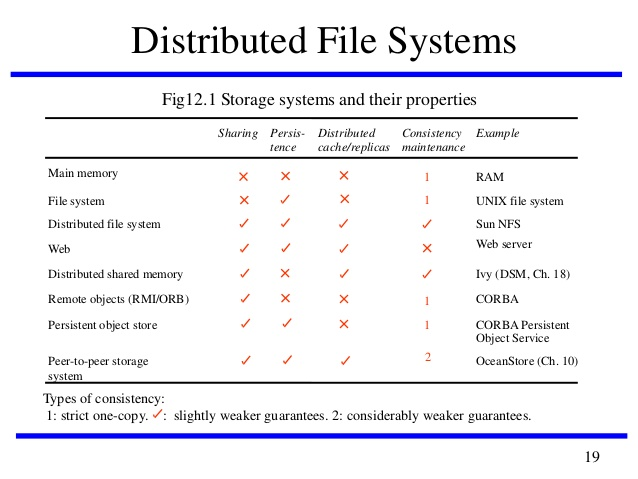 Distributed File Systems
Fig12.1 Storage systems and their properties
Sharing Persis- Distributed Consistency Example
tence cache/replicas maintenance
Main memory ✕ ✕ ✕ 1 RAM
File system ✕ ✓ ✕ 1 UNIX file system
Distributed file system ✓ ✓ ✓ ✓ Sun NFS
Web ✓ ✓ ✓ ✕ Web server
Distributed shared memory ✓ ✕ ✓ ✓ Ivy (DSM, Ch. 18)
Remote objects (RMI/ORB) ✓ ✕ ✕ 1 CORBA
Persistent object store ✓ ✓ ✕ 1 CORBA Persistent
Object Service
Peer-to-peer storage ✓ ✓ ✓ 2 OceanStore (Ch. 10)
system
Types of consistency:
1: strict one-copy. ✓: slightly weaker guarantees. 2: considerably weaker guarantees.
19